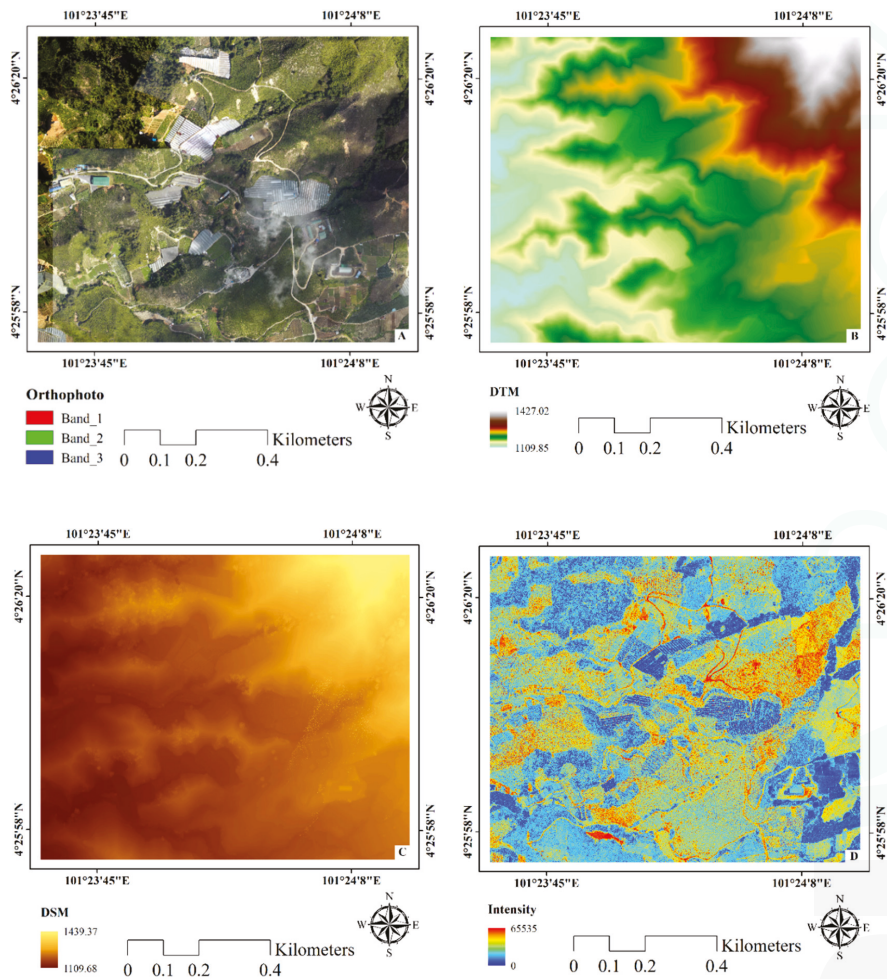 101°23'45"E 101°24'8"E
4°26'20"N 4°26'20"N
4°25'58"N 4°25'58"N
A
101°23'45"E 101°24'8"E
Orthophoto
Band_1
Band_2
Band_3
N
W E
S
Kilometers
0 0.1 0.2 0.4
101°23'45"E 101°24'8"E
4°26'20"N 4°26'20"N
4°25'58"N 4°25'58"N
B
101°23'45"E 101°24'8"E
DTM
1427.02
1109.85
N
W E
S
Kilometers
0 0.1 0.2 0.4
101°23'45"E 101°24'8"E
4°26'20"N 4°26'20"N
4°25'58"N 4°25'58"N
C
101°23'45"E 101°24'8"E
DSM
1439.37
1109.68
N
W E
S
Kilometers
0 0.1 0.2 0.4
101°23'45"E 101°24'8"E
4°26'20"N 4°26'20"N
4°25'58"N 4°25'58"N
D
101°23'45"E 101°24'8"E
Intensity
65535
0
N
W E
S
Kilometers
0 0.1 0.2 0.4